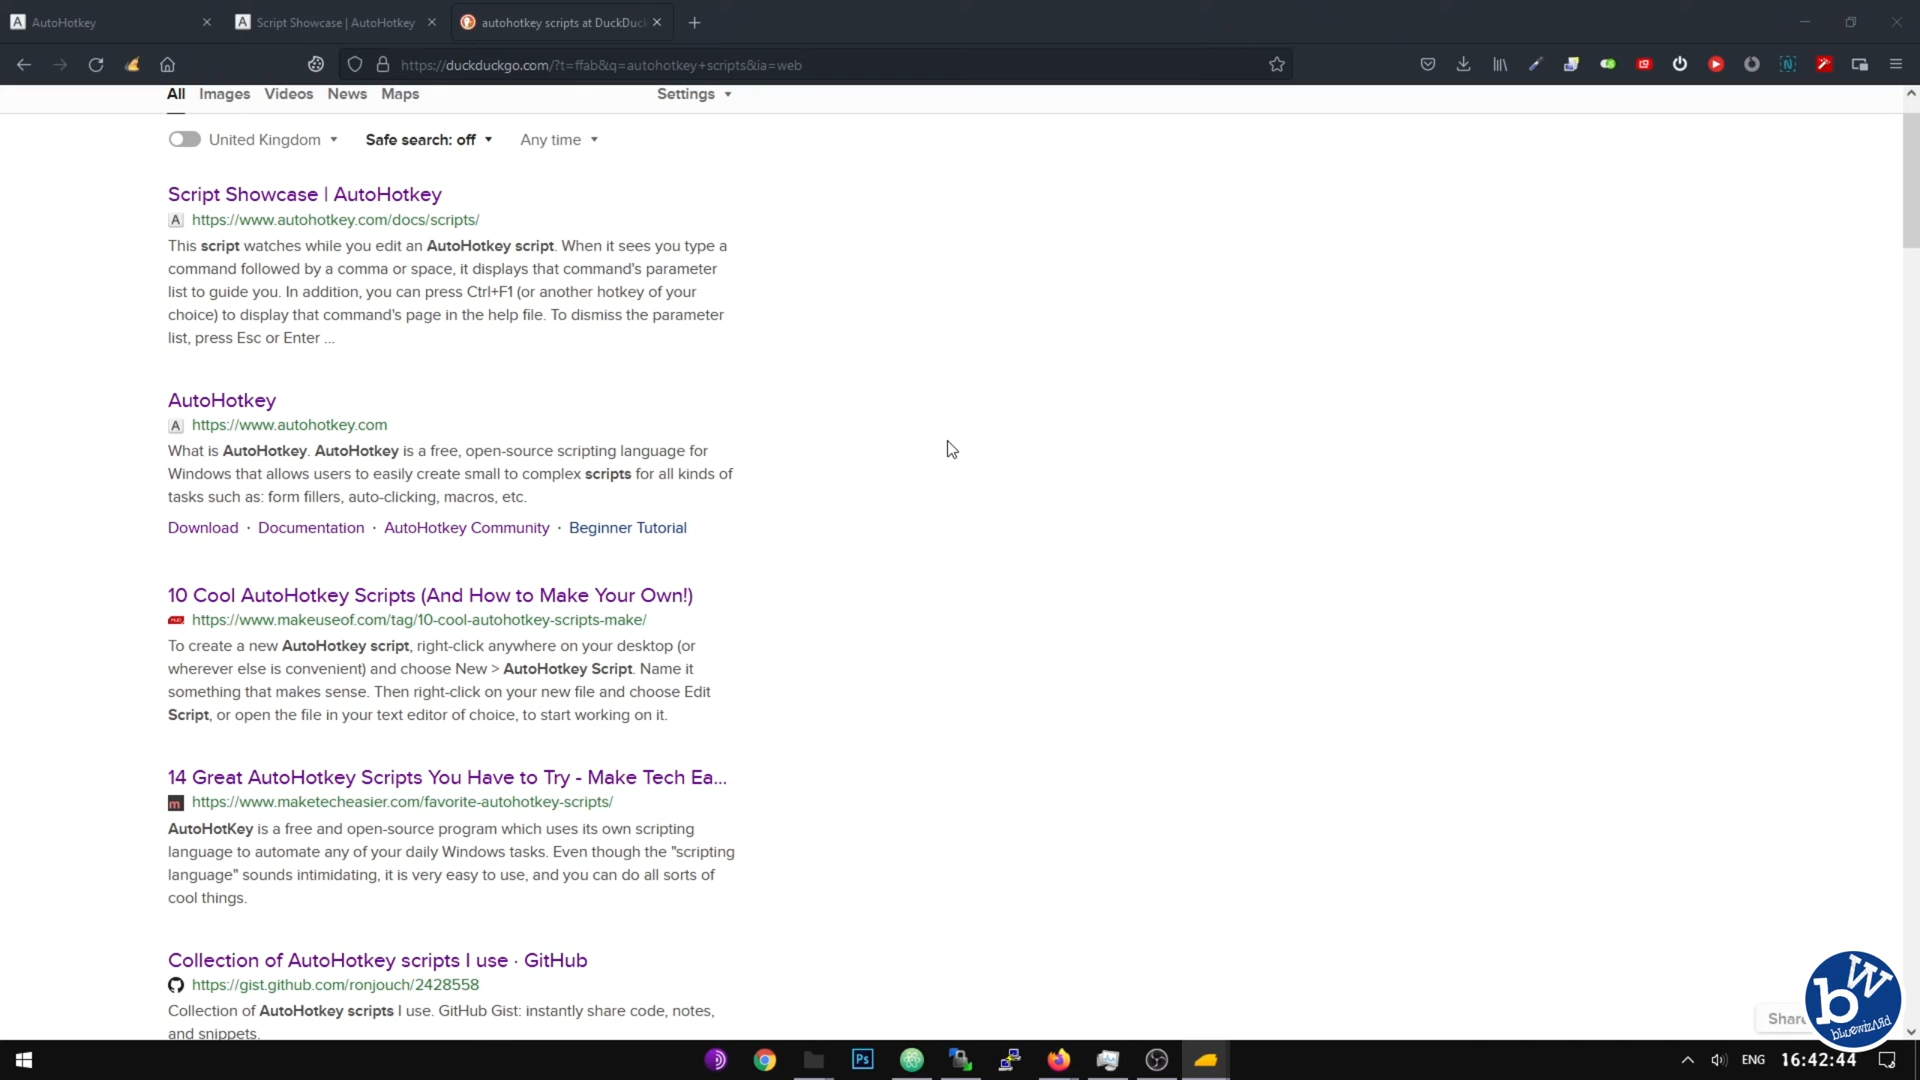 AutoHotkey
Script Showcase | AutoHotkey
autohotkey scripts at DuckDuc
https://duckduckgo.com/?t=ffab&q=autohotkey+scripts&ia=web
All Images Videos News Maps Settings
United Kingdom Safe search: off Any time
Script Showcase | AutoHotkey
https://www.autohotkey.com/docs/scripts/
This script watches while you edit an AutoHotkey script. When it sees you type a
command followed by a comma or space, it displays that command's parameter
list to guide you. In addition, you can press Ctrl+F1 (or another hotkey of your
choice) to display that command's page in the help file. To dismiss the parameter
list, press Esc or Enter ...
AutoHotkey
https://www.autohotkey.com
What is AutoHotkey. AutoHotkey is a free, open-source scripting language for
Windows that allows users to easily create small to complex scripts for all kinds of
tasks such as: form fillers, auto-clicking, macros, etc.
Download · Documentation · AutoHotkey Community · Beginner Tutorial
10 Cool AutoHotkey Scripts (And How to Make Your Own!)
https://www.makeuseof.com/tag/10-cool-autohotkey-scripts-make/
To create a new AutoHotkey script, right-click anywhere on your desktop (or
wherever else is convenient) and choose New > AutoHotkey Script. Name it
something that makes sense. Then right-click on your new file and choose Edit
Script, or open the file in your text editor of choice, to start working on it.
14 Great AutoHotkey Scripts You Have to Try - Make Tech Ea...
https://www.maketecheasier.com/favorite-autohotkey-scripts/
AutoHotKey is a free and open-source program which uses its own scripting
language to automate any of your daily Windows tasks. Even though the "scripting
language" sounds intimidating, it is very easy to use, and you can do all sorts of
cool things.
Collection of AutoHotkey scripts I use · GitHub
https://gist.github.com/ronjouch/2428558
Collection of AutoHotkey scripts I use. GitHub Gist: instantly share code, notes,
and snippets.
Share
bW
bluewizard
Ps
ENG 16:42:44